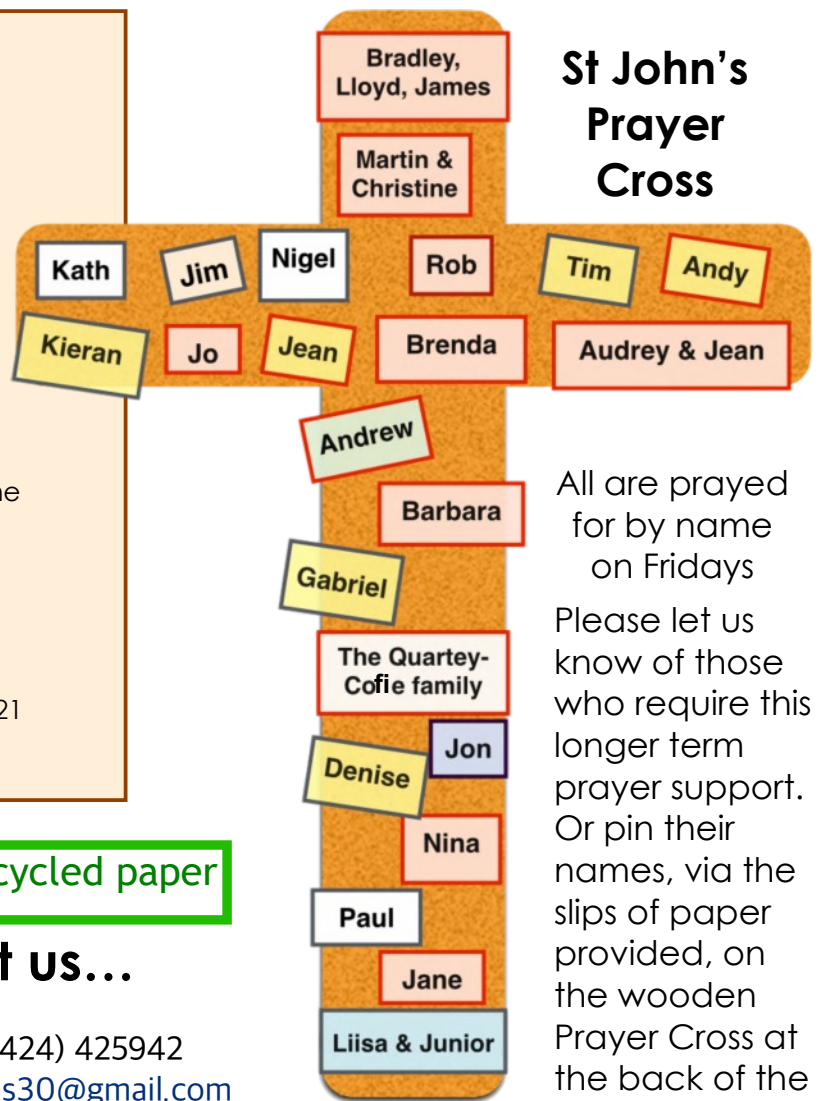 St John’s
Prayer
Cross
Bradley,
Lloyd, James
Martin &
Christine
Kath
Jim
Nigel
Rob
Tim
Andy
Kieran
Jo
Jean
Brenda
Audrey & Jean
Andrew
Barbara
Gabriel
The Quartey-
Cofie family
Jon
Denise
Nina
Paul
Jane
Liisa & Junior
All are prayed
for by name
on Fridays
Please let us
know of those
who require this
longer term
prayer support.
Or pin their
names, via the
slips of paper
provided, on
the wooden
Prayer Cross at
the back of the
21
cycled paper
t us…
424) 425942
s30@gmail.com